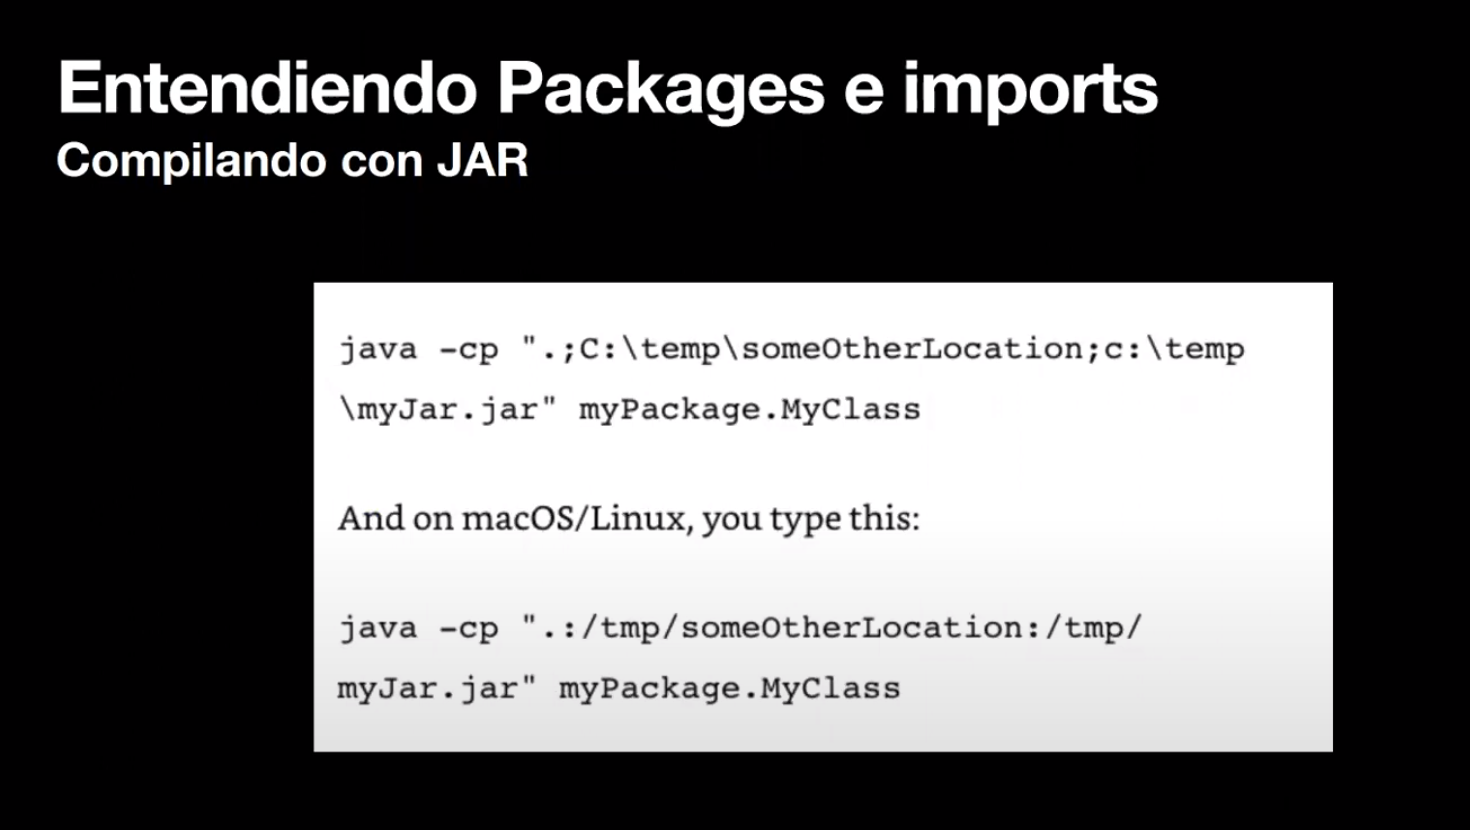 Entendiendo Packages e imports
Compilando con JAR
java -cp ".;C:\temp\someOtherLocation;c:\temp
\myJar.jar" myPackage.MyClass
And on macOS/Linux, you type this:
java -cp ".:/tmp/someOtherLocation:/tmp/
myJar.jar" myPackage.MyClass